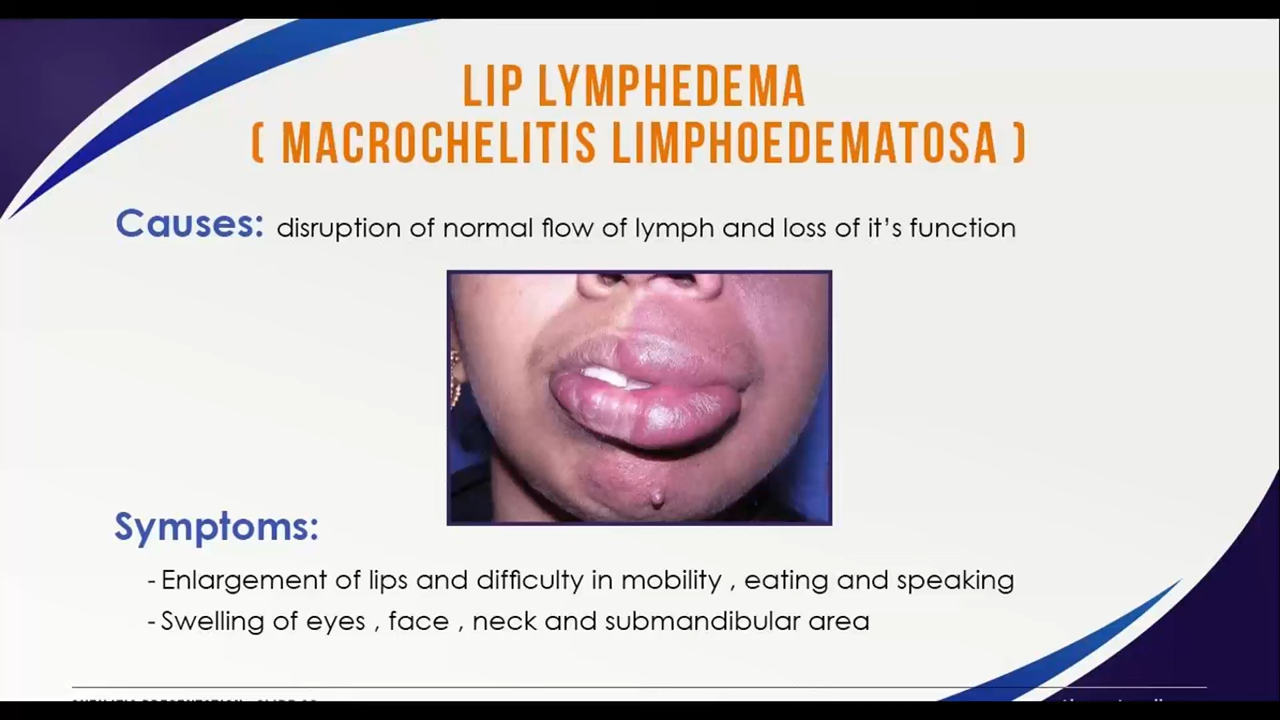 LIP LYMPHEDEMA
( MACROCHELITIS LIMPHOEDEMATOSA )
Causes: disruption of normal flow of lymph and loss of it's function
Symptoms:
- Enlargement of lips and difficulty in mobility , eating and speaking
- Swelling of eyes , face , neck and submandibular area